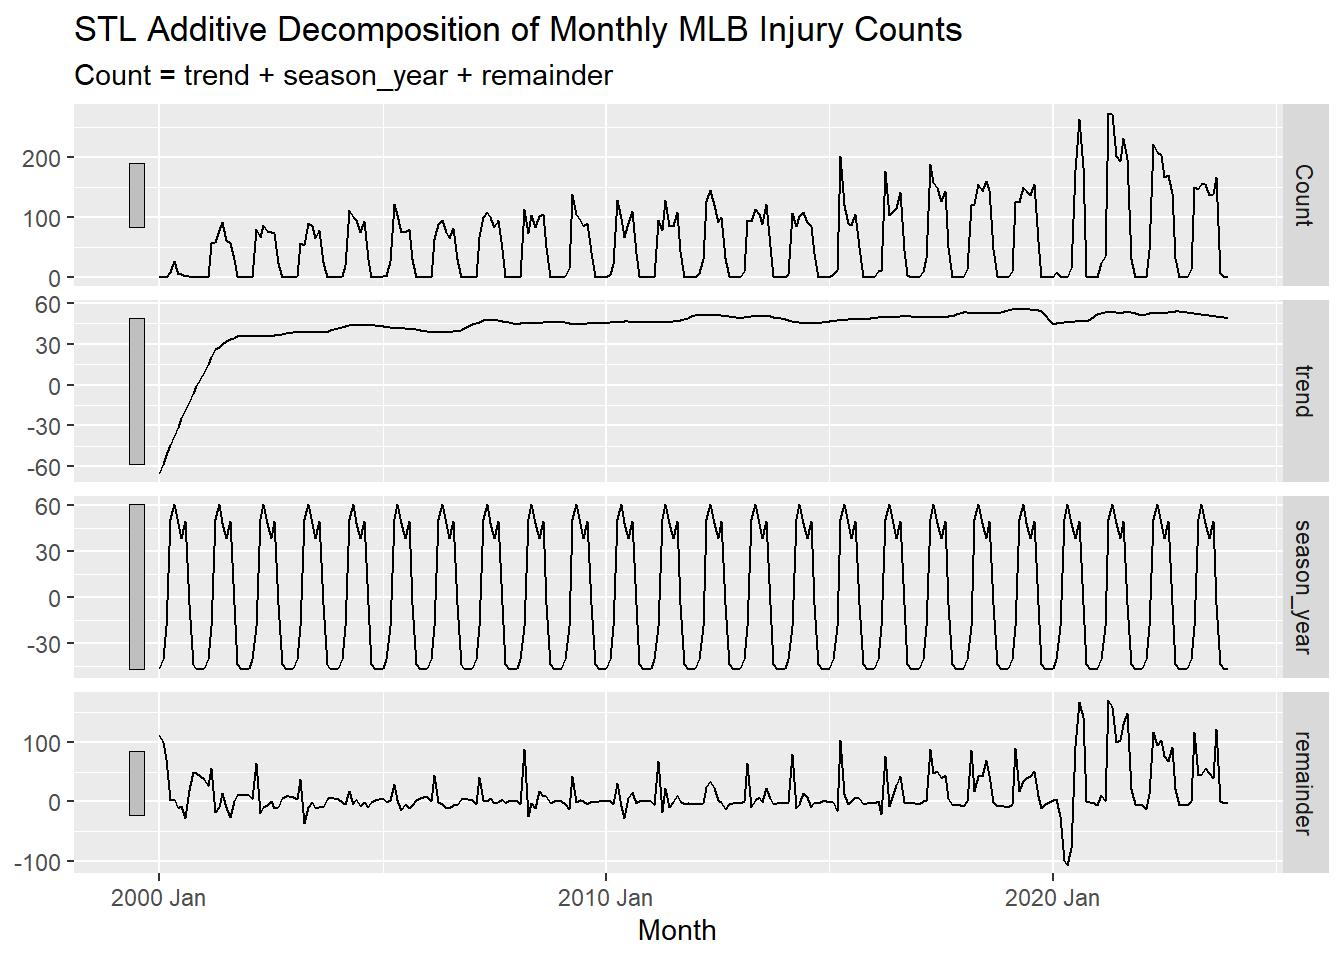 STL Additive Decomposition of Monthly MLB Injury Counts
Count = trend + season_year + remainder
200
100
0
Count
60
30
0
-30
-60
trend
60
30
0
-30
season_year
100
0
-100
remainder
2000 Jan
2010 Jan
2020 Jan
Month